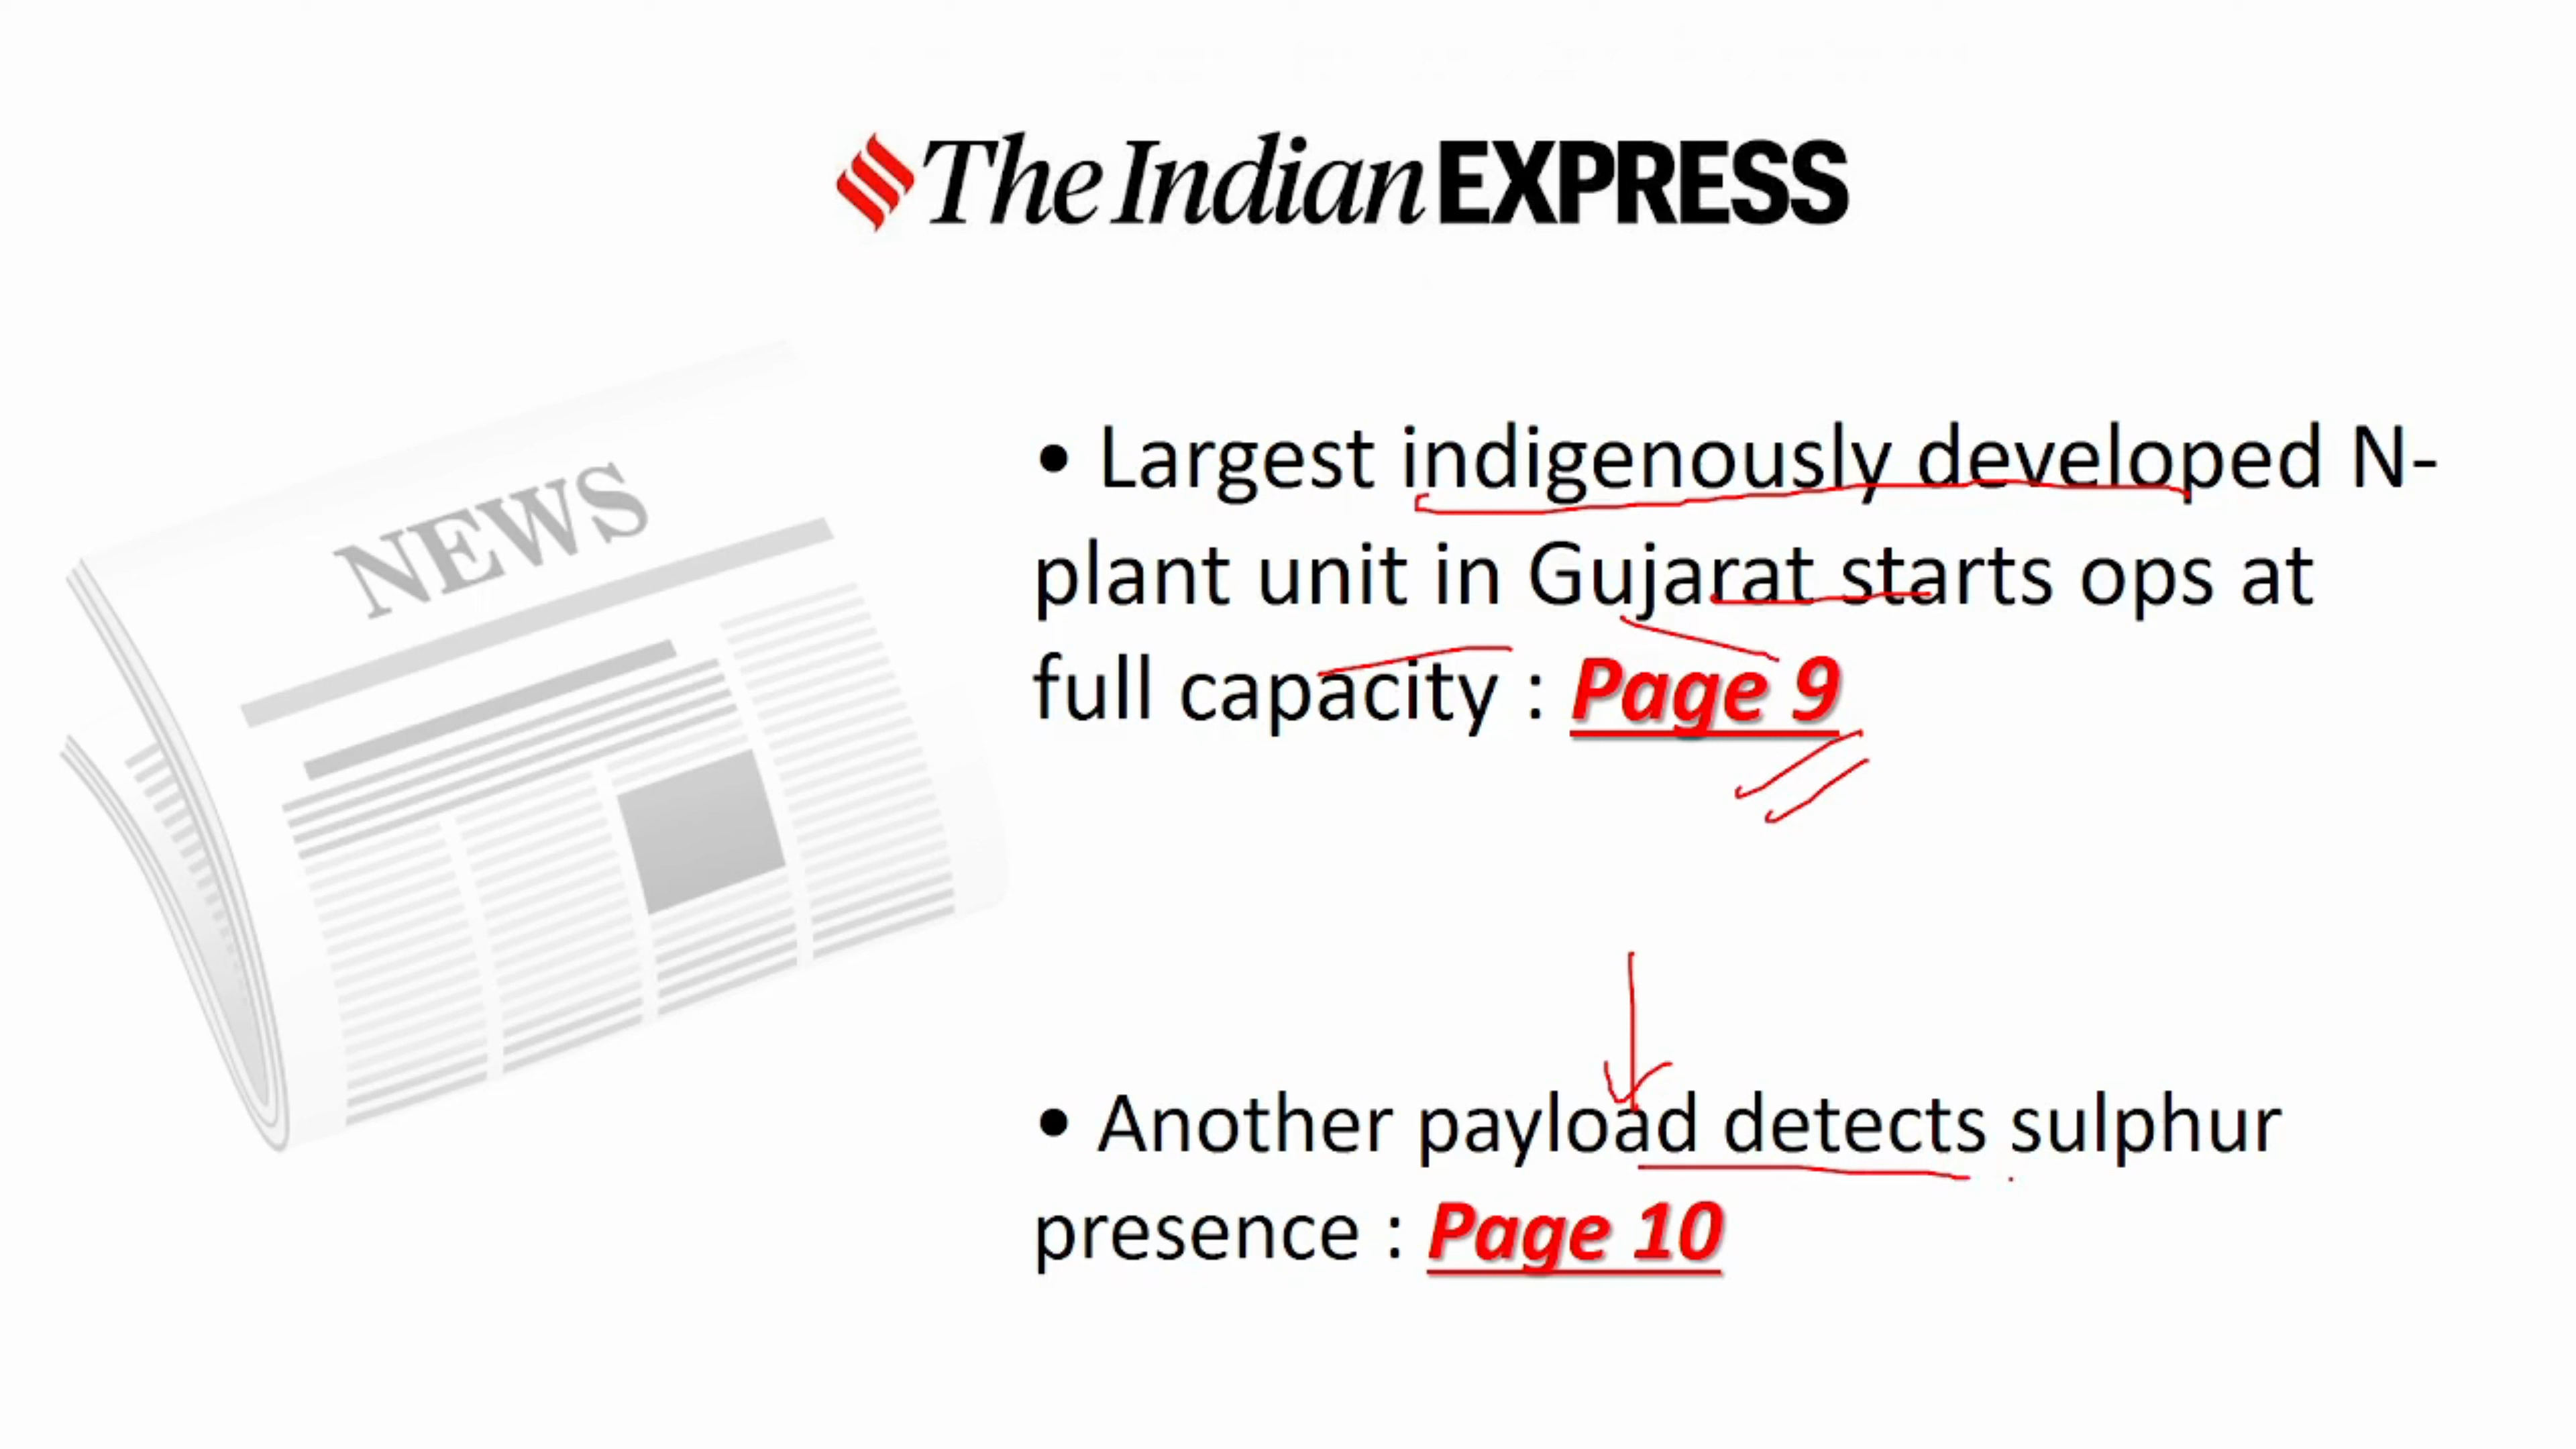 The Indian EXPRESS
NEWS
• Largest indigenously developed N-
plant unit in Gujarat starts ops at
full capacity : Page 9
• Another payload detects sulphur
presence : Page 10